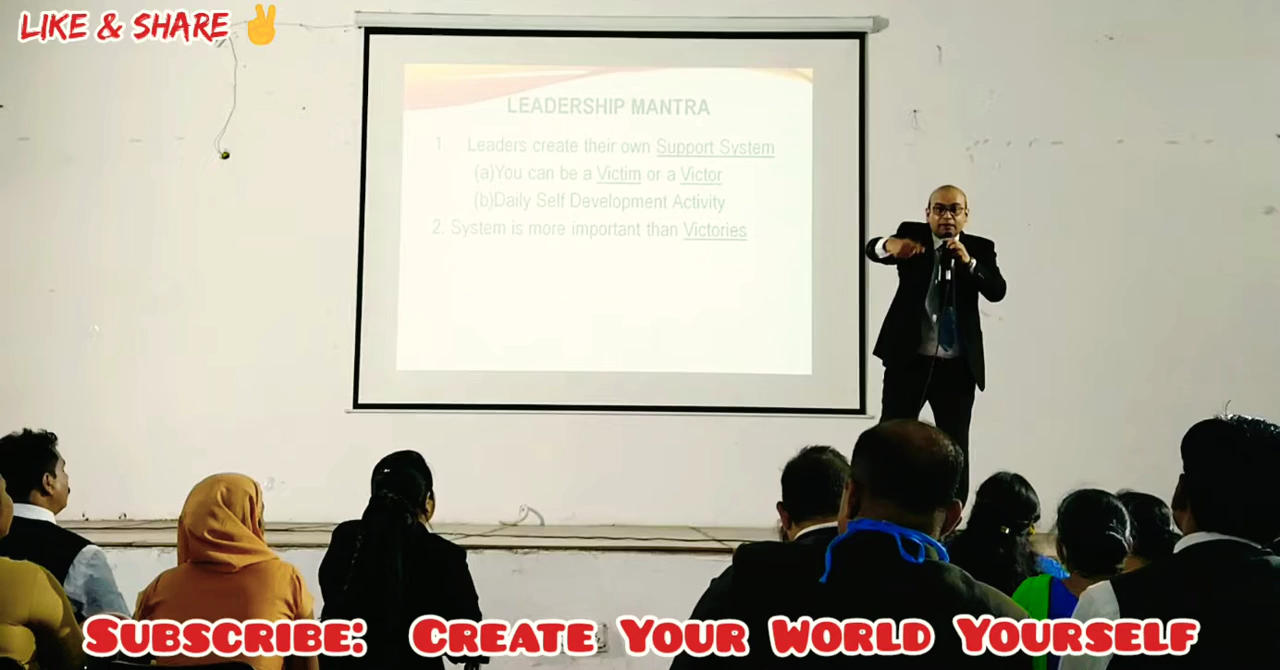 LIKE & SHARE ✌
LEADERSHIP MANTRA
1. Leaders create their own Support System
(a)You can be a Victim or a Victor
(b)Daily Self Development Activity
2. System is more important than Victories
SUBSCRIBE: CREATE YOUR WORLD YOURSELF